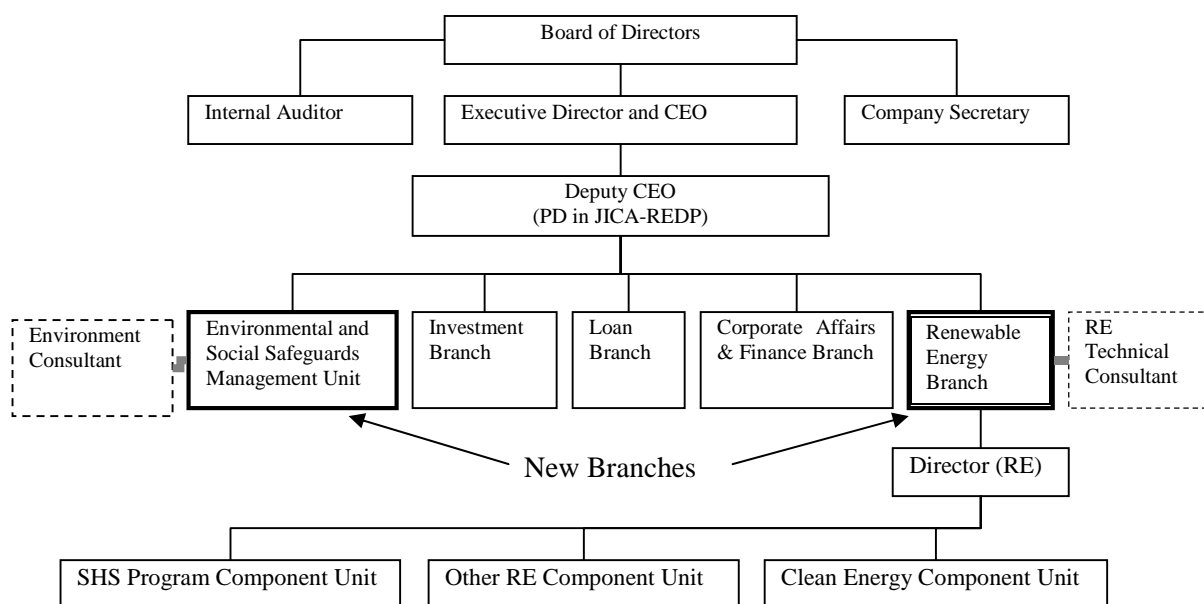 Board of Directors
Internal Auditor
Executive Director and CEO
Company Secretary
Deputy CEO
(PD in JICA-REDP)
Environment
Consultant
Environmental and
Social Safeguards
Management Unit
Investment
Branch
Loan
Branch
Corporate Affairs
& Finance Branch
Renewable
Energy
Branch
RE
Technical
Consultant
New Branches
Director (RE)
SHS Program Component Unit
Other RE Component Unit
Clean Energy Component Unit